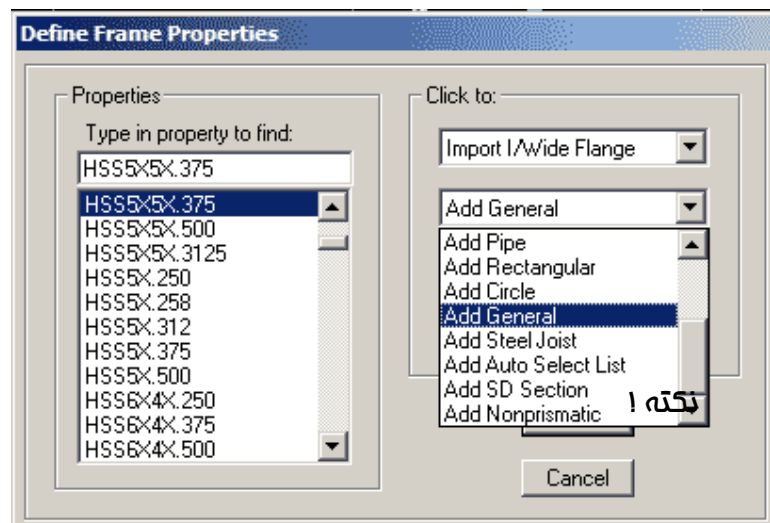 Define Frame Properties
Properties
Type in property to find:
HSS5X5X.375
HSS5X5X.375
HSS5X5X.500
HSS5X5X.3125
HSS5X.250
HSS5X.258
HSS5X.312
HSS5X.375
HSS5X.500
HSS6X4X.250
HSS6X4X.375
HSS6X4X.500
Click to:
Import I/Wide Flange
Add General
Add Pipe
Add Rectangular
Add Circle
Add General
Add Steel Joist
Add Auto Select List
Add SD Section
Add Nonprismatic
نکته !
Cancel